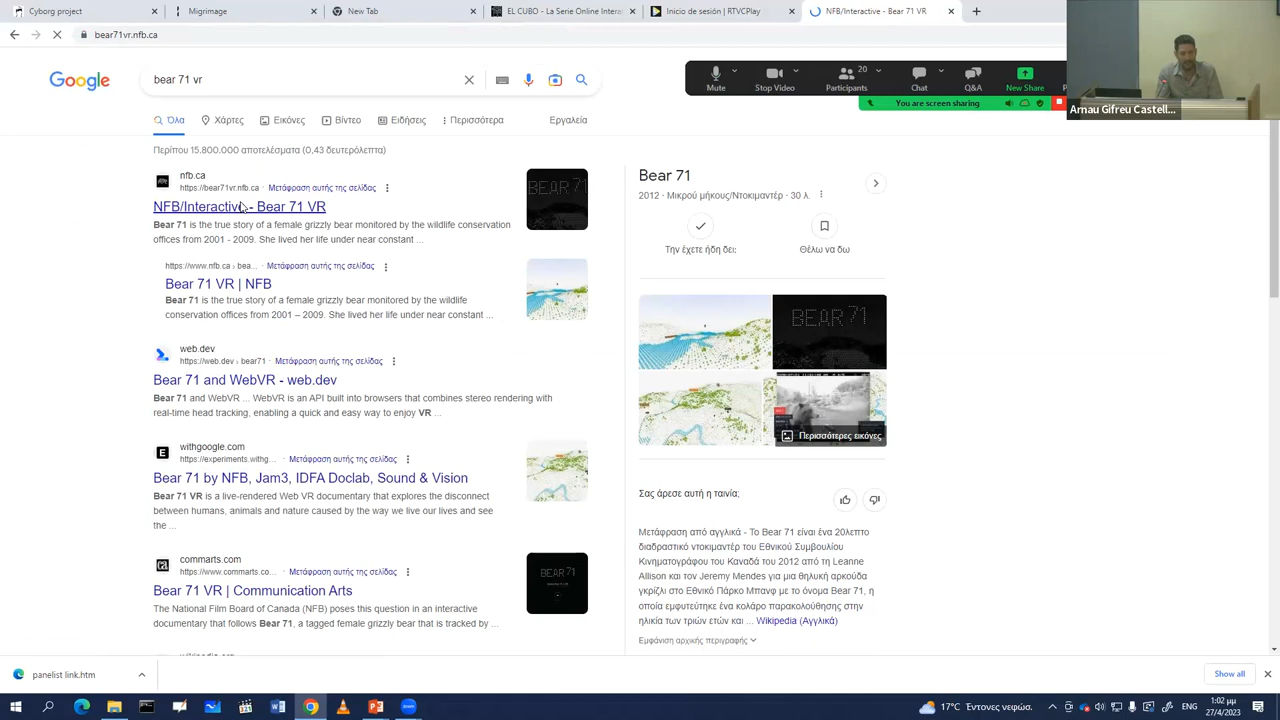 Cyborg project
Migrimage
New Tab
EL CUBO - La Serie Online Interac
Inicio de sesión | RTVCPlay
NFB/Interactive - Bear 71 VR
bear71vr.nfb.ca
Google
bear 71 vr
Mute
Stop Video
Participants
20
Chat
Q&A
New Share
You are screen sharing
Arnau Gifreu Castell...
Όλα
Χάρτες
Εικόνες
Ειδήσεις
Περισσότερα
Εργαλεία
Περίπου 15.800.000 αποτελέσματα (0,43 δευτερόλεπτα)
nfb.ca
https://bear71vr.nfb.ca · Μετάφραση αυτής της σελίδας
NFB/Interactive - Bear 71 VR
Bear 71 is the true story of a female grizzly bear monitored by the wildlife conservation
offices from 2001 - 2009. She lived her life under near constant ...
BEAR 71
https://www.nfb.ca › bea... · Μετάφραση αυτής της σελίδας
Bear 71 VR | NFB
Bear 71 is the true story of a female grizzly bear monitored by the wildlife
conservation offices from 2001 – 2009. She lived her life under near constant ...
web.dev
https://web.dev › bear71 · Μετάφραση αυτής της σελίδας
Bear 71 and WebVR - web.dev
Bear 71 and WebVR ... WebVR is an API built into browsers that combines stereo rendering with
real-time head tracking, enabling a quick and easy way to enjoy VR ...
withgoogle.com
https://experiments.withg... · Μετάφραση αυτής της σελίδας
Bear 71 by NFB, Jam3, IDFA Doclab, Sound & Vision
Bear 71 VR is a live-rendered Web VR documentary that explores the disconnect
between humans, animals and nature caused by the way we live our lives and see
the ...
commarts.com
https://www.commarts.co... · Μετάφραση αυτής της σελίδας
Bear 71 VR | Communication Arts
The National Film Board of Canada (NFB) poses this question in an interactive
documentary that follows Bear 71, a tagged female grizzly bear that is tracked by ...
BEAR 71
Bear 71
2012 · Μικρού μήκους/Ντοκιμαντέρ · 30 λ.
Την έχετε ήδη δει;
Θέλω να δω
BEAR 71
Περισσότερες εικόνες
Σας άρεσε αυτή η ταινία;
Μετάφραση από αγγλικά - Το Bear 71 είναι ένα 20λεπτο
διαδραστικό ντοκιμαντέρ του Εθνικού Συμβουλίου
Κινηματογράφου του Καναδά του 2012 από τη Leanne
Allison και τον Jeremy Mendes για μια θηλυκή αρκούδα
γκρίζλι στο Εθνικό Πάρκο Μπανφ με το όνομα Bear 71, η
οποία εμφυτεύτηκε ένα κολάρο παρακολούθησης στην
ηλικία των τριών ετών και ... Wikipedia (Αγγλικά)
Εμφάνιση αρχικής περιγραφής
panelist link.htm
Show all
17°C Έντονος νέφωσ.
1:02 μμ
27/4/2023